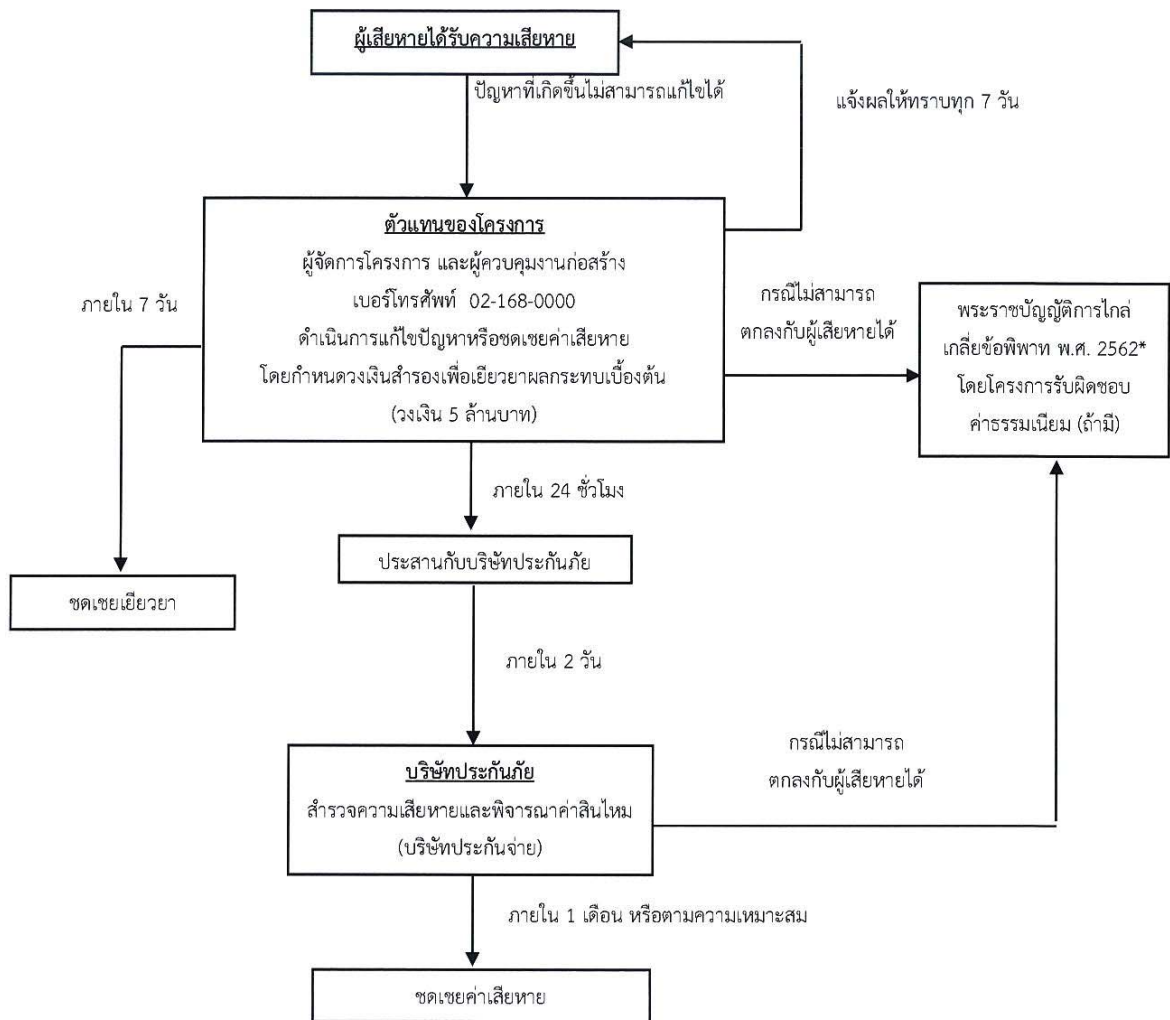 ผู้เสียหายได้รับความเสียหาย
ปัญหาที่เกิดขึ้นไม่สามารถแก้ไขได้
แจ้งผลให้ทราบทุก 7 วัน
ตัวแทนของโครงการ
ผู้จัดการโครงการ และผู้ควบคุมงานก่อสร้าง
เบอร์โทรศัพท์ 02-168-0000
ดำเนินการแก้ไขปัญหาหรือชดเชยค่าเสียหาย
โดยกำหนดวงเงินสำรองเพื่อเยียวยาผลกระทบเบื้องต้น
(วงเงิน 5 ล้านบาท)
ภายใน 7 วัน
กรณีไม่สามารถ
ตกลงกับผู้เสียหายได้
พระราชบัญญัติการไกล่
เกลี่ยข้อพิพาท พ.ศ. 2562*
โดยโครงการรับผิดชอบ
ค่าธรรมเนียม (ถ้ามี)
ภายใน 24 ชั่วโมง
ประสานกับบริษัทประกันภัย
ชดเชยเยียวยา
ภายใน 2 วัน
กรณีไม่สามารถ
ตกลงกับผู้เสียหายได้
บริษัทประกันภัย
สำรวจความเสียหายและพิจารณาค่าสินไหม
(บริษัทประกันจ่าย)
ภายใน 1 เดือน หรือตามความเหมาะสม
ชดเชยค่าเสียหาย